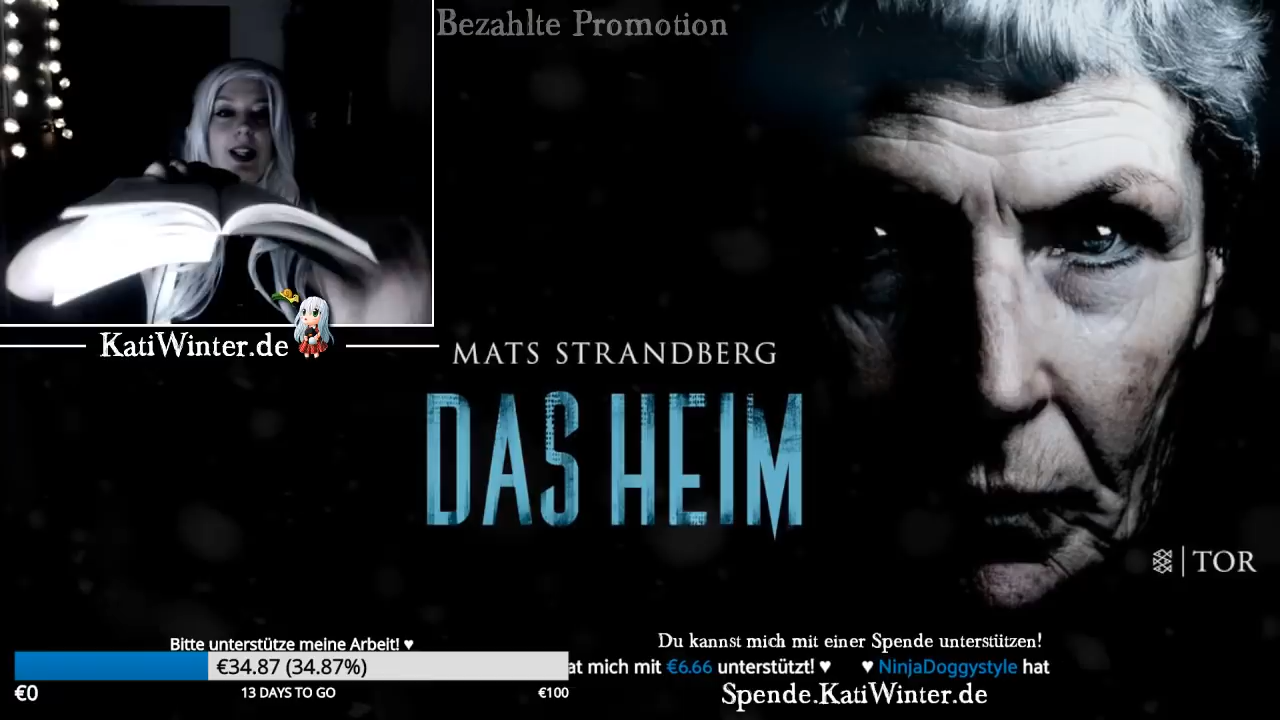 Bezahlte Promotion
KatiWinter.de
MATS STRANDBERG
DAS HEIM
TOR
Bitte unterstütze meine Arbeit! ♥
€34.87 (34.87%)
€0
13 DAYS TO GO
€100
Du kannst mich mit einer Spende unterstützen!
at mich mit €6.66 unterstützt! ♥ ♥ NinjaDoggystyle hat
Spende.KatiWinter.de